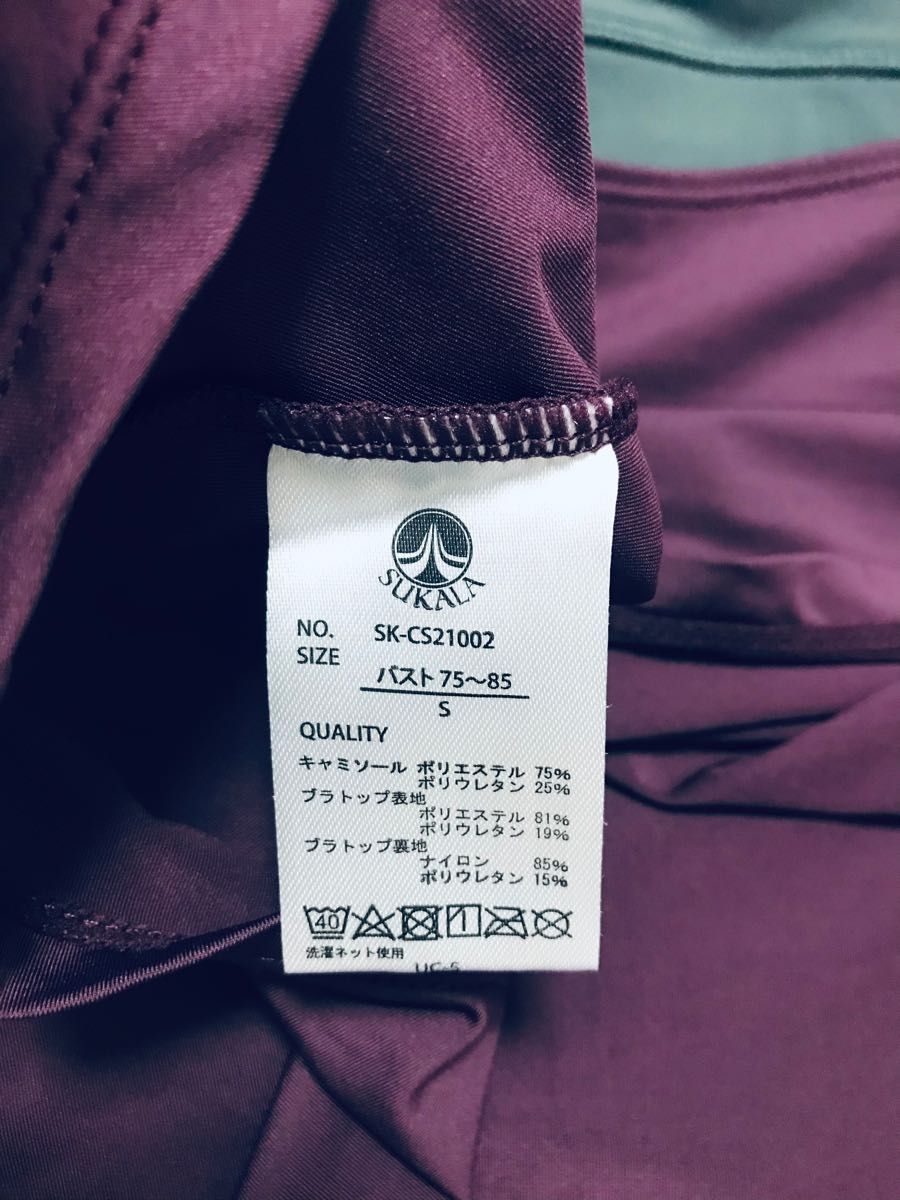 SUKALA
NO. SK-CS21002
SIZE バスト 75～85
S
QUALITY
キャミソール ポリエステル 75%
ポリウレタン 25%
ブラトップ表地
ポリエステル 81%
ポリウレタン 19%
ブラトップ裏地
ナイロン 85%
ポリウレタン 15%
40
洗濯ネット使用